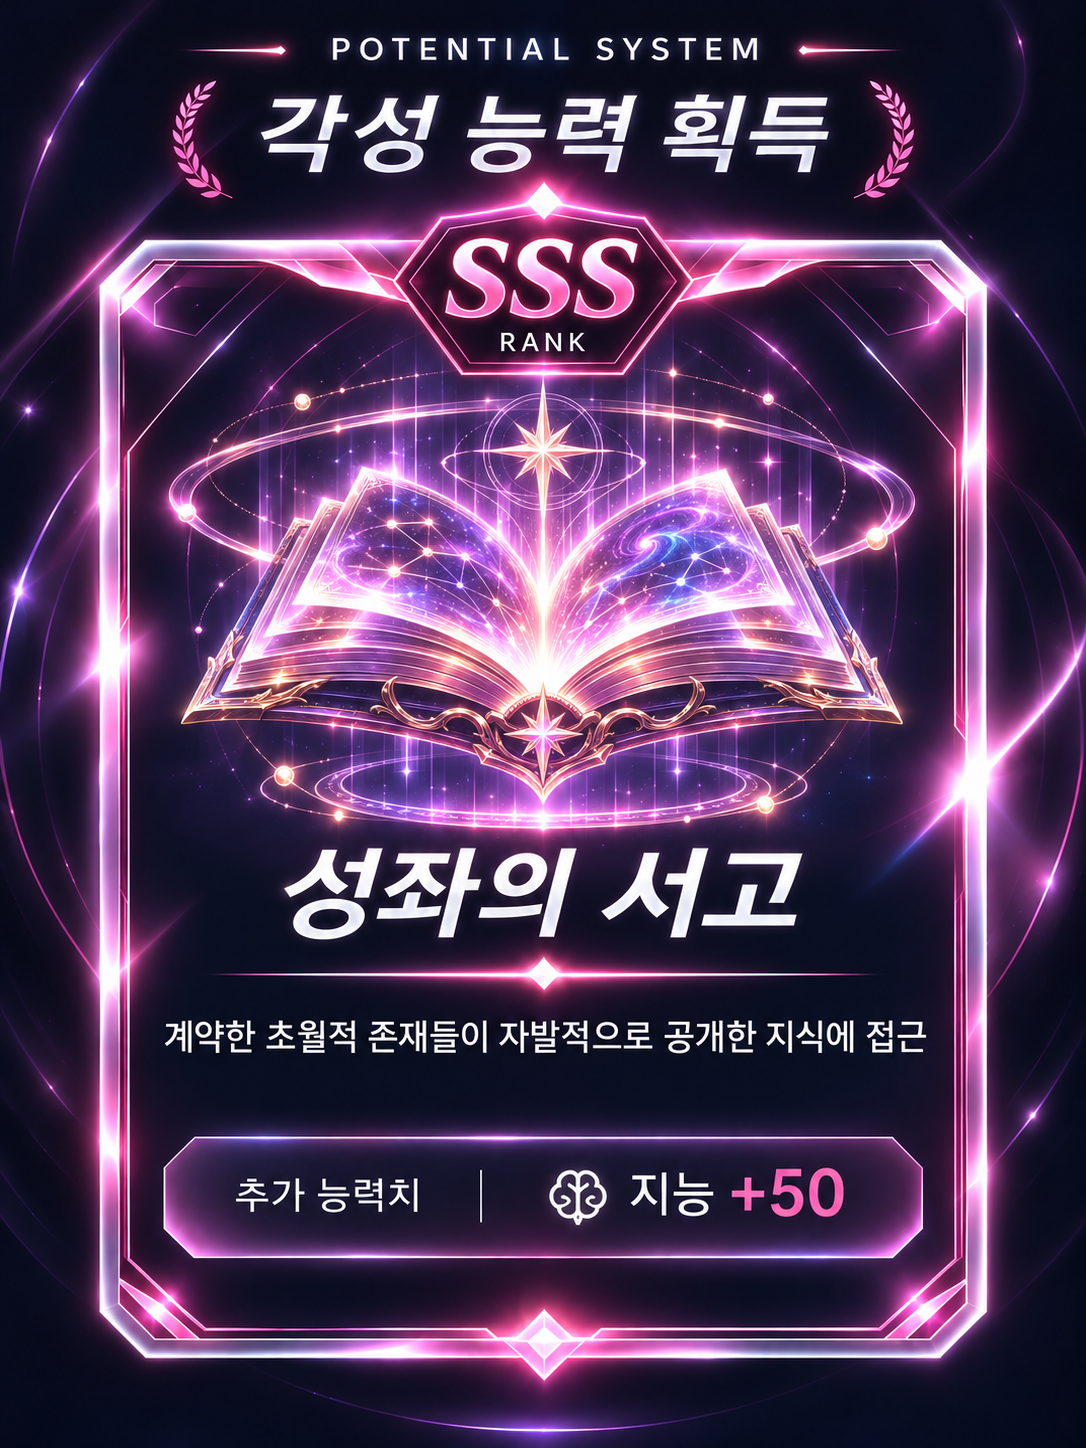 POTENTIAL SYSTEM
각성 능력 획득
SSS
RANK
성좌의 서고
계약한 초월적 존재들이 자발적으로 공개한 지식에 접근
추가 능력치
지능 +50